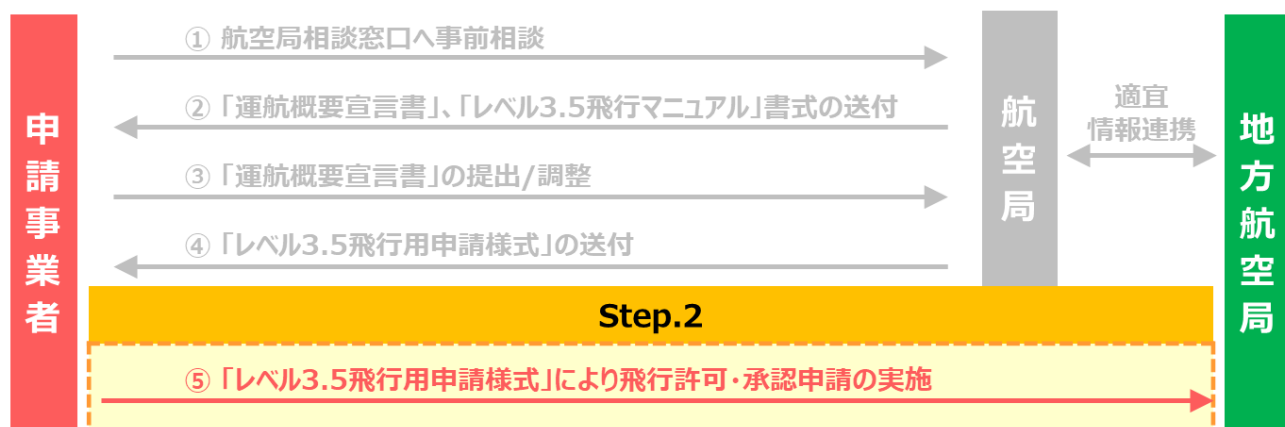 ① 航空局相談窓口へ事前相談
②「運航概要宣言書」、「レベル3.5飛行マニュアル」書式の送付
③「運航概要宣言書」の提出/調整
④「レベル3.5飛行用申請様式」の送付
申請事業者
航空局
適宜
情報連携
地方航空局
Step.2
⑤「レベル3.5飛行用申請様式」により飛行許可・承認申請の実施